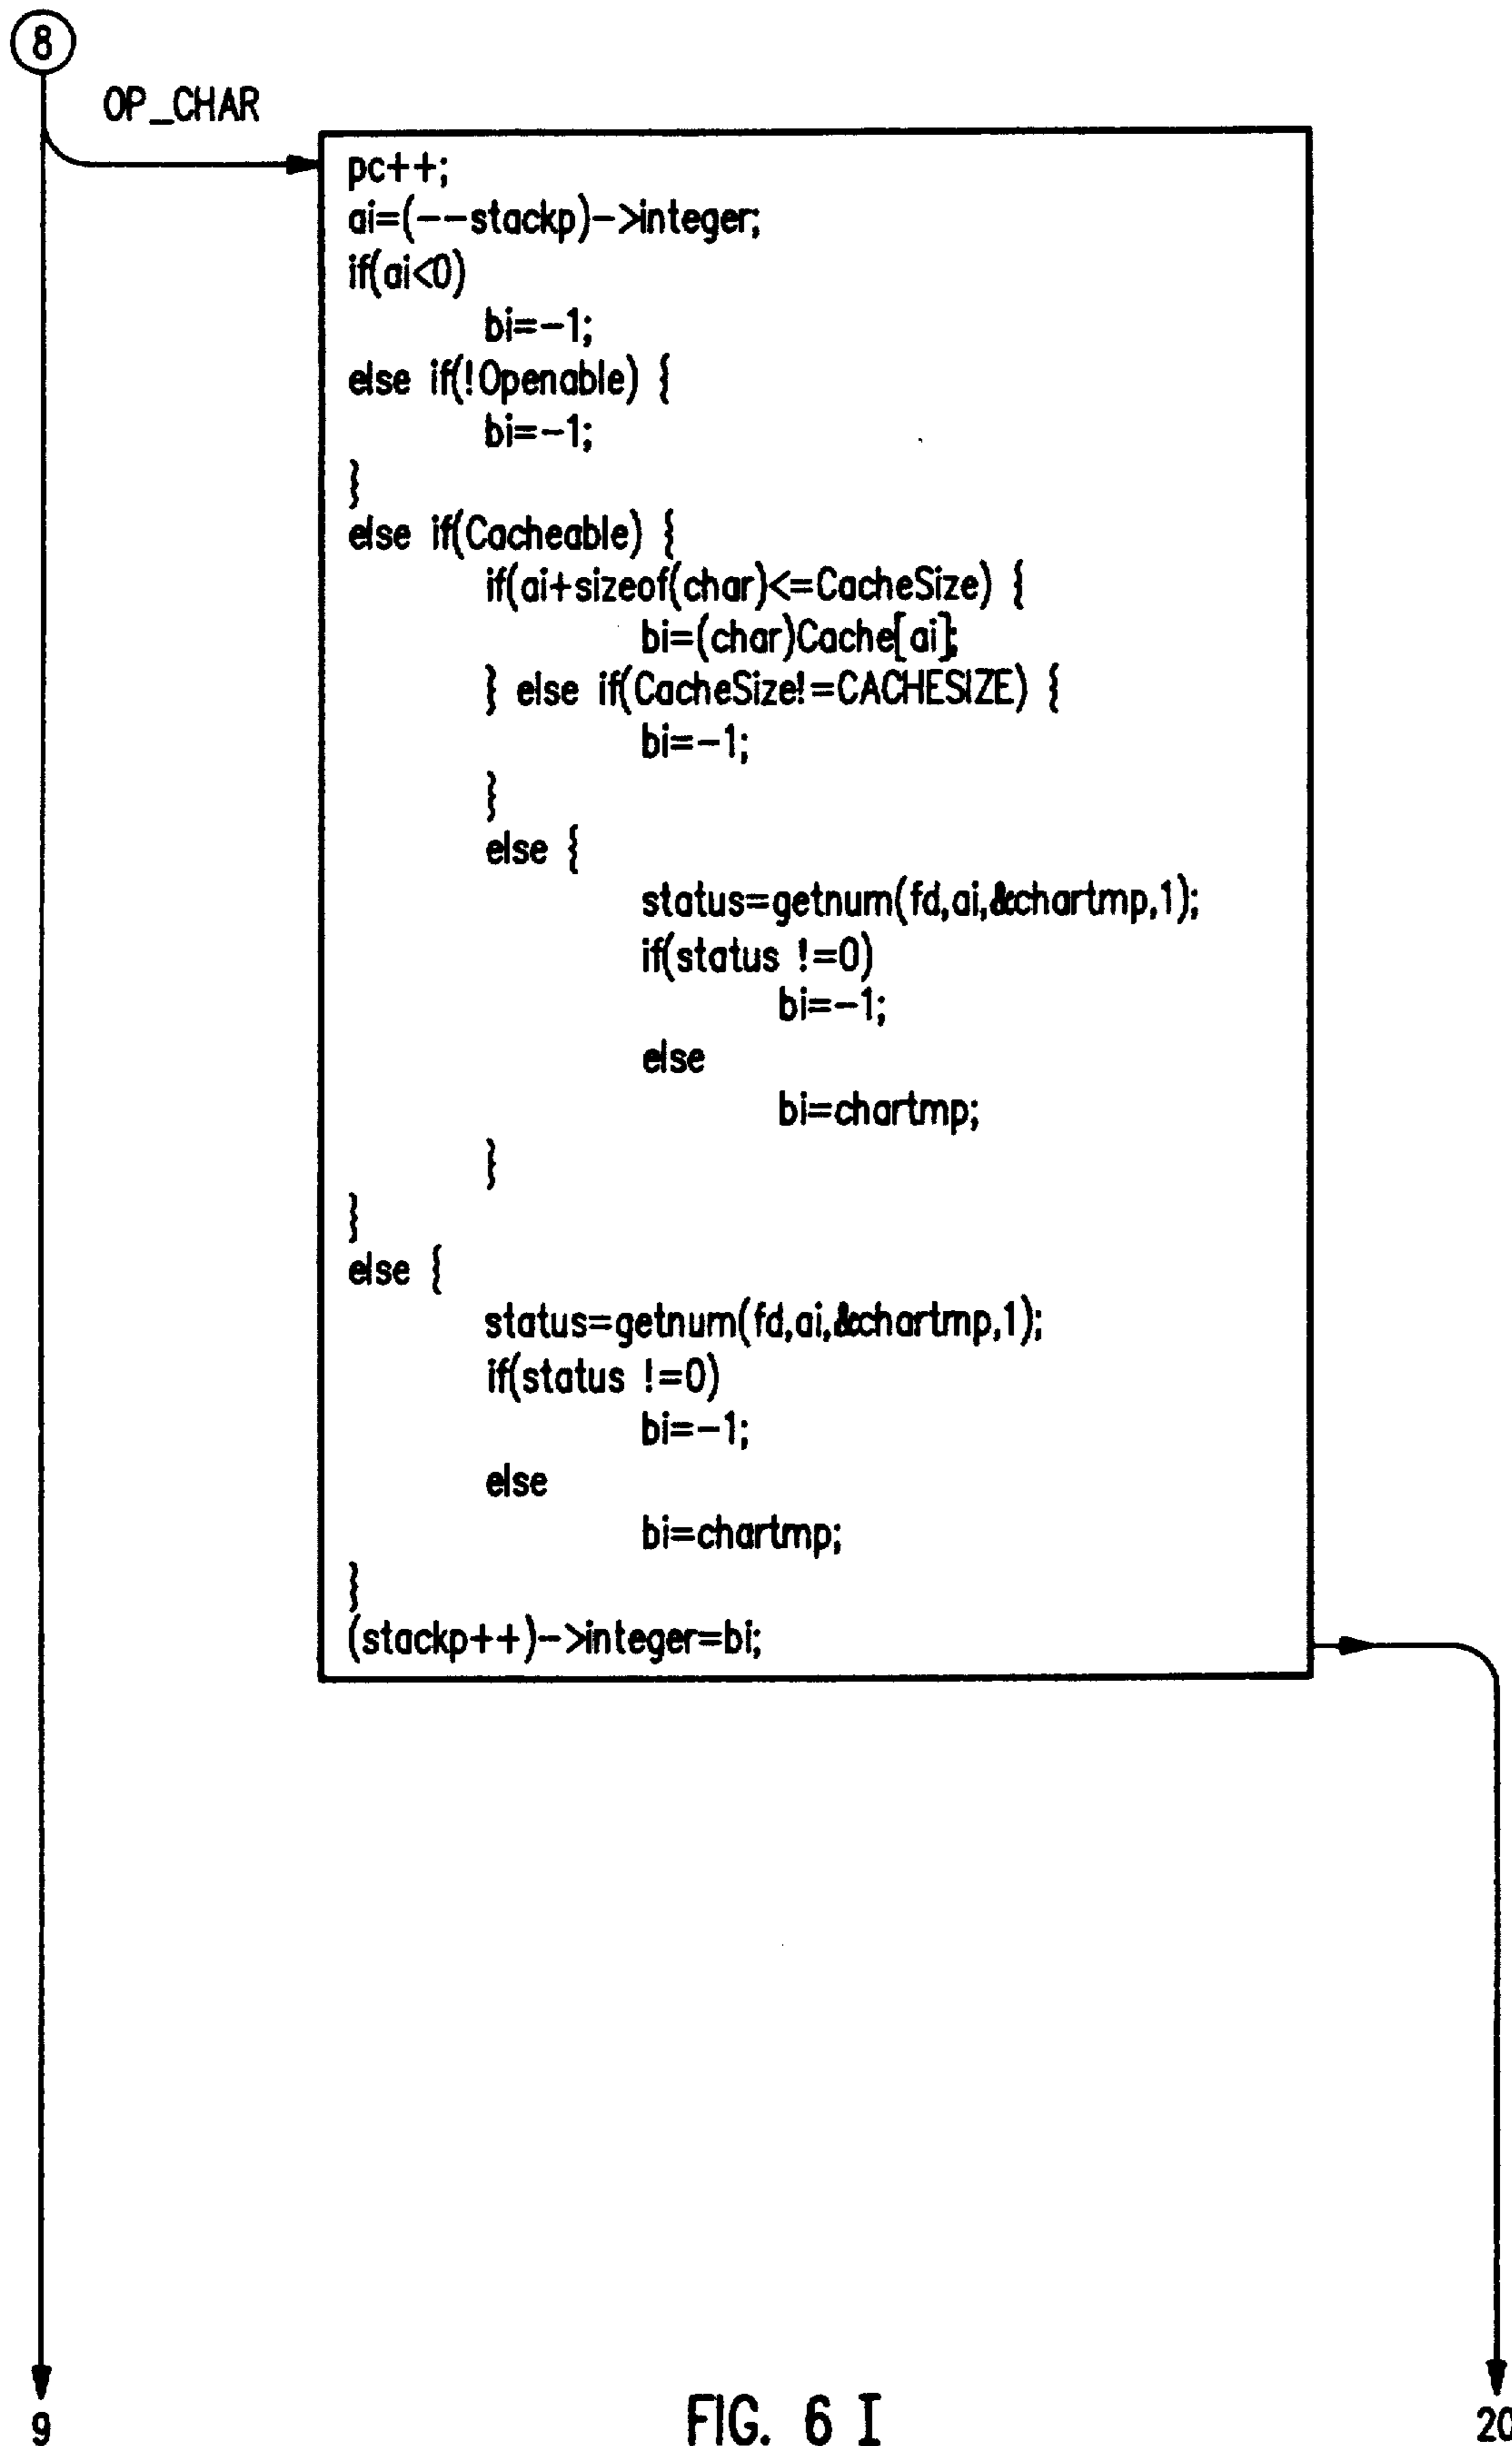 8
OP_CHAR
pc++;
ai=(--stackp)->integer;
if(ai<0)
bi=-1;
else if(!Openable) {
bi=-1;
}
else if(Cacheable) {
if(ai+sizeof(char)<=CacheSize) {
bi=(char)Cache[ai];
} else if(CacheSize!=CACHESIZE) {
bi=-1;
}
else {
status=getnum(fd,ai,&chartmp,1);
if(status !=0)
bi=-1;
else
bi=chartmp;
}
}
else {
status=getnum(fd,ai,&chartmp,1);
if(status !=0)
bi=-1;
else
bi=chartmp;
}
(stackp++)->integer=bi;
9
FIG. 6 I
20